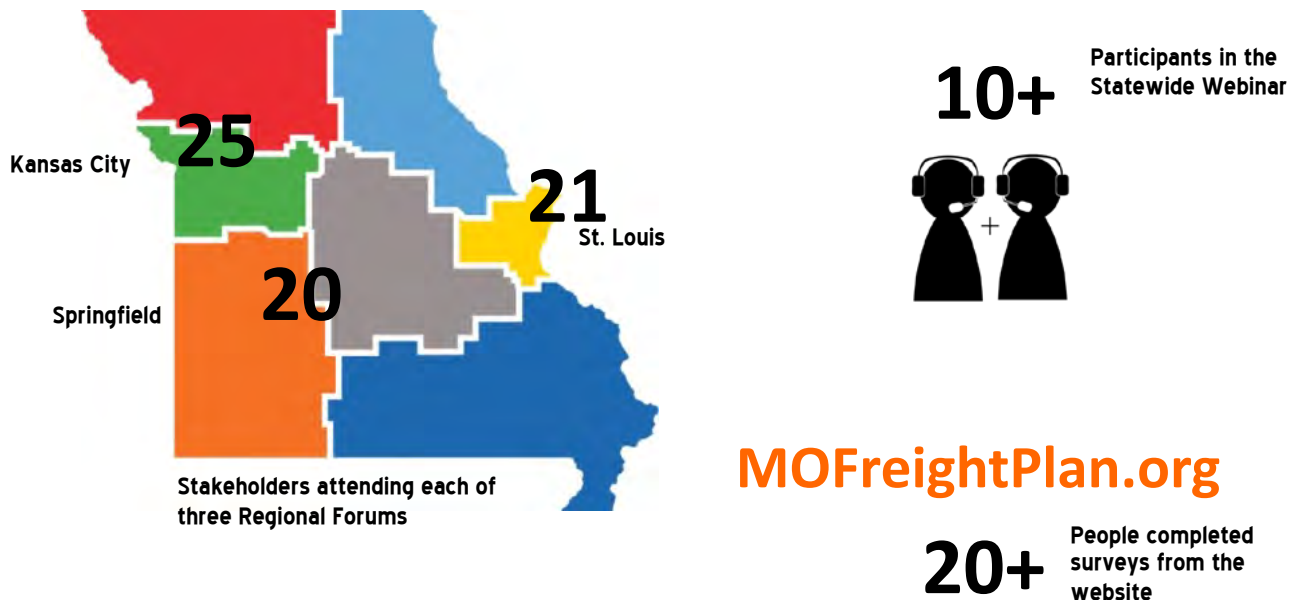 25
Kansas City
21
St. Louis
20
Springfield
Stakeholders attending each of
three Regional Forums
10+
Participants in the
Statewide Webinar
+
MOFreightPlan.org
20+
People completed
surveys from the
website